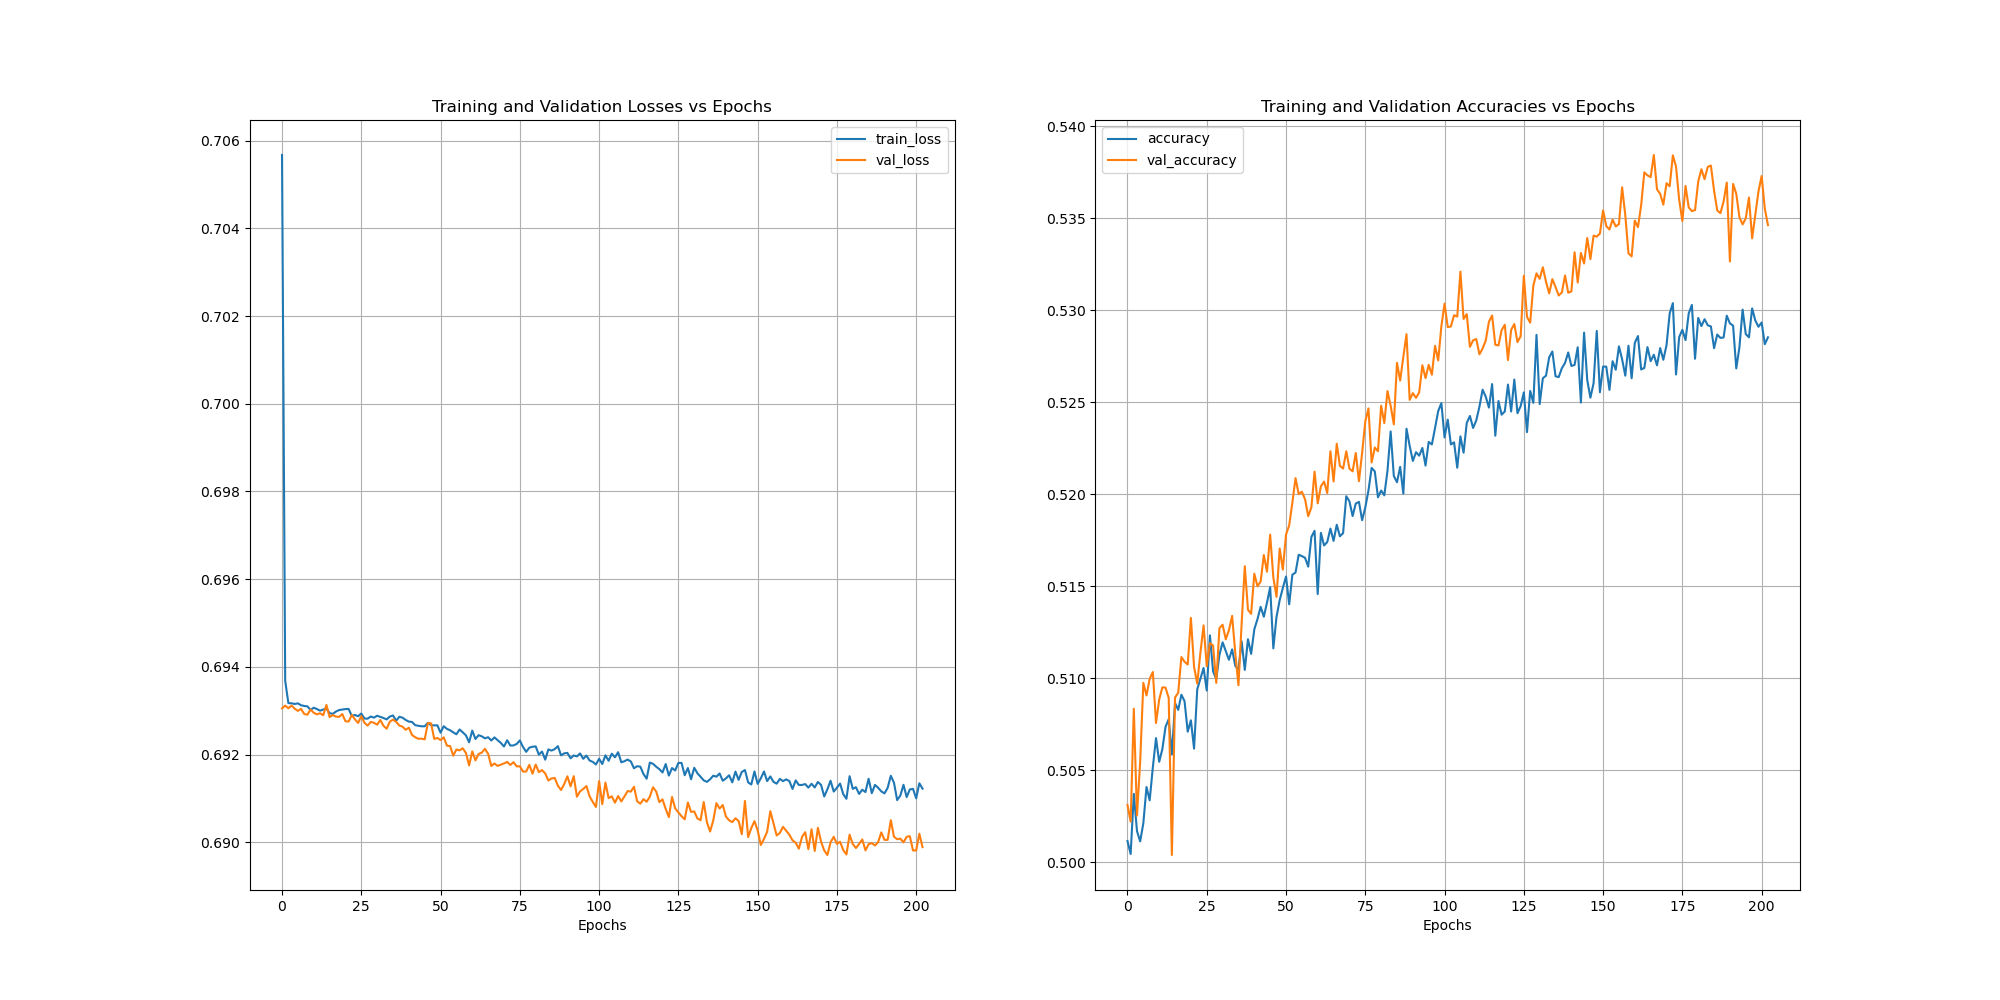 Training and Validation Losses vs Epochs
train_loss
val_loss
0.706
0.704
0.702
0.700
0.698
0.696
0.694
0.692
0.690
0 25 50 75 100 125 150 175 200
Epochs
Training and Validation Accuracies vs Epochs
accuracy
val_accuracy
0.540
0.535
0.530
0.525
0.520
0.515
0.510
0.505
0.500
0 25 50 75 100 125 150 175 200
Epochs